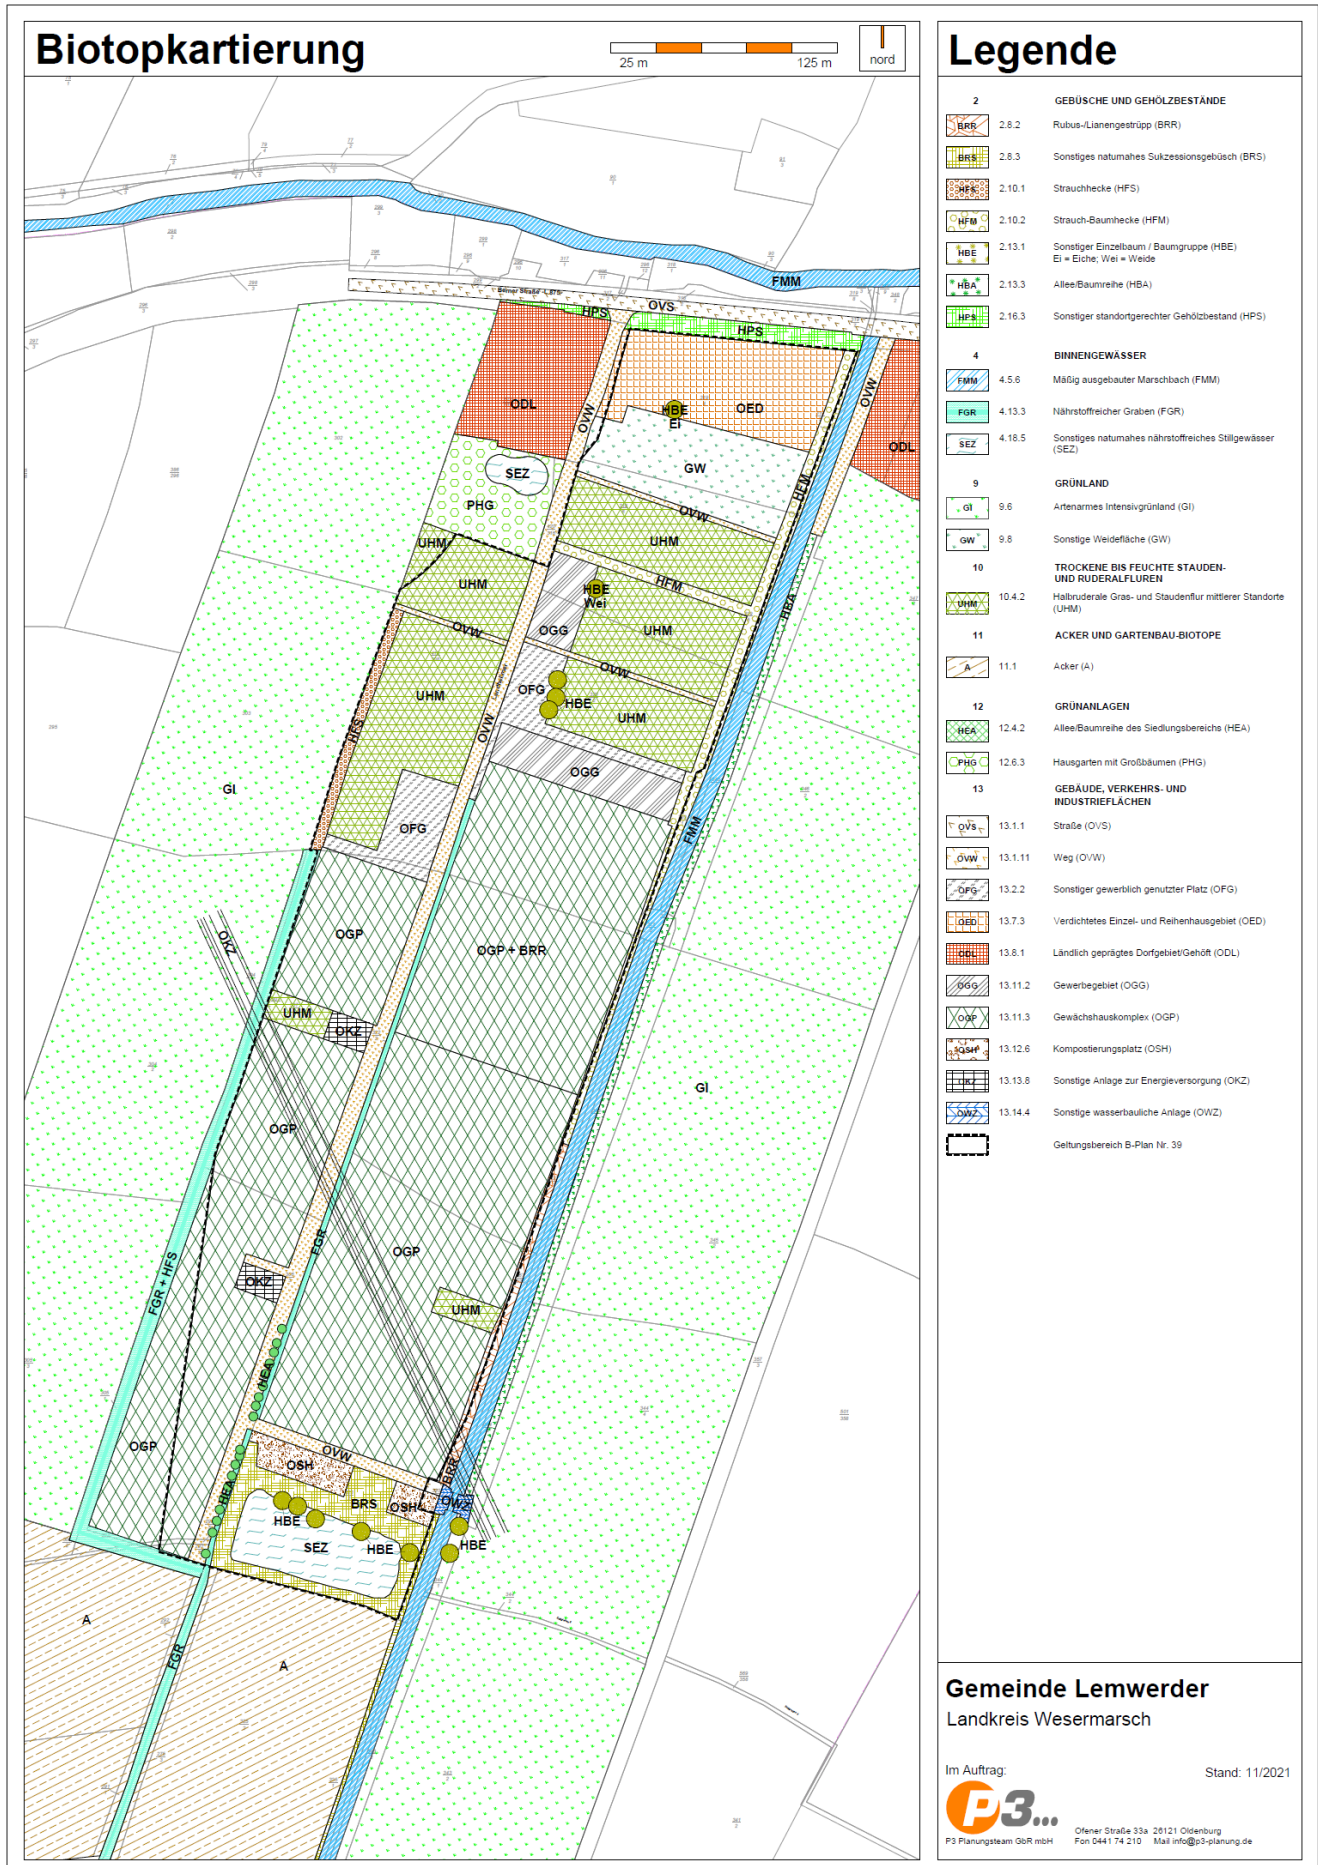 Biotopkartierung
25 m
125 m
nord
FMM
Berner Straße - L 875
OVS
HPS
HPS
OVW
OVW
ODL
HBE
Ei
OED
ODL
SEZ
GW
HFM
PHG
OVW
UHM
UHM
UHM
HFM
HBE
Wei
HBA
OGG
UHM
OVW
OVW
OFG
HBE
UHM
UHM
HFS
OVW
OGG
GI
OFG
FMM
OKZ
OGP
OGP + BRR
UHM
OKZ
GI
OGP
FGR
OGP
FGR + HFS
OKZ
UHM
HEA
OGP
OVW
OSH
BRR
HEA
BRS
OSH
OWZ
HBE
SEZ
HBE
HBE
A
FGR
A
Legende
2 GEBÜSCHE UND GEHÖLZBESTÄNDE
BRR 2.8.2 Rubus-/Lianengestrüpp (BRR)
BRS 2.8.3 Sonstiges naturnahes Sukzessionsgebüsch (BRS)
HFS 2.10.1 Strauchhecke (HFS)
HFM 2.10.2 Strauch-Baumhecke (HFM)
HBE 2.13.1 Sonstiger Einzelbaum / Baumgruppe (HBE)
Ei = Eiche; Wei = Weide
HBA 2.13.3 Allee/Baumreihe (HBA)
HPS 2.16.3 Sonstiger standortgerechter Gehölzbestand (HPS)
4 BINNENGEWÄSSER
FMM 4.5.6 Mäßig ausgebauter Marschbach (FMM)
FGR 4.13.3 Nährstoffreicher Graben (FGR)
SEZ 4.18.5 Sonstiges naturnahes nährstoffreiches Stillgewässer
(SEZ)
9 GRÜNLAND
GI 9.6 Artenarmes Intensivgrünland (GI)
GW 9.8 Sonstige Weidefläche (GW)
10 TROCKENE BIS FEUCHTE STAUDEN-
UND RUDERALFLUREN
UHM 10.4.2 Halbruderale Gras- und Staudenflur mittlerer Standorte
(UHM)
11 ACKER UND GARTENBAU-BIOTOPE
A 11.1 Acker (A)
12 GRÜNANLAGEN
HEA 12.4.2 Allee/Baumreihe des Siedlungsbereichs (HEA)
PHG 12.6.3 Hausgarten mit Großbäumen (PHG)
13 GEBÄUDE, VERKEHRS- UND
INDUSTRIEFLÄCHEN
OVS 13.1.1 Straße (OVS)
OVW 13.1.11 Weg (OVW)
OFG 13.2.2 Sonstiger gewerblich genutzter Platz (OFG)
OED 13.7.3 Verdichtetes Einzel- und Reihenhausgebiet (OED)
ODL 13.8.1 Ländlich geprägtes Dorfgebiet/Gehöft (ODL)
OGG 13.11.2 Gewerbegebiet (OGG)
OGP 13.11.3 Gewächshauskomplex (OGP)
OSH 13.12.6 Kompostierungsplatz (OSH)
OKZ 13.13.8 Sonstige Anlage zur Energieversorgung (OKZ)
OWZ 13.14.4 Sonstige wasserbauliche Anlage (OWZ)
Geltungsbereich B-Plan Nr. 39
Gemeinde Lemwerder
Landkreis Wesermarsch
Im Auftrag:
Stand: 11/2021
P3...
P3 Planungsteam GbR mbH
Ofener Straße 33a 26121 Oldenburg
Fon 0441 74 210 Mail info@p3-planung.de